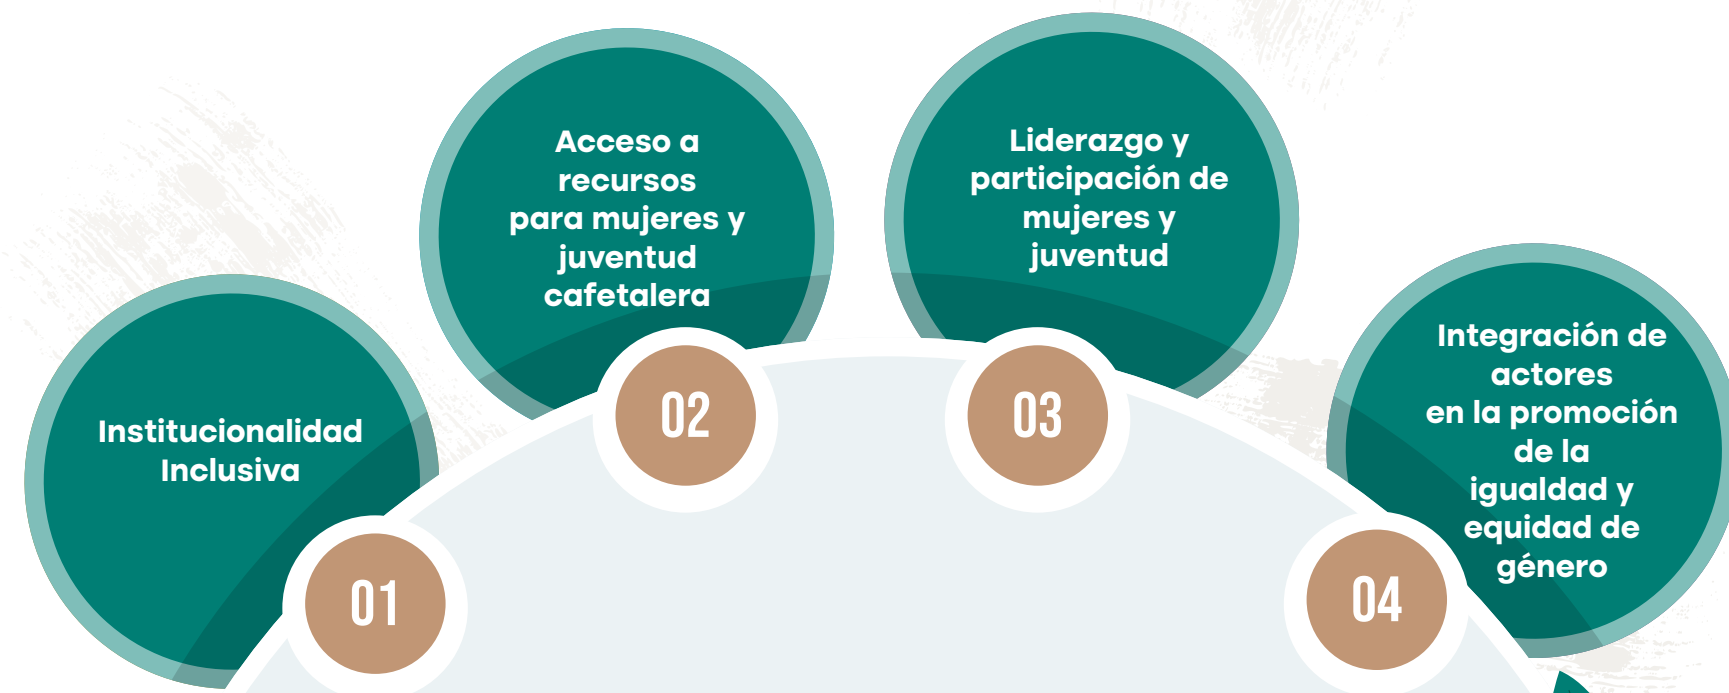 Institucionalidad
Inclusiva
01
Acceso a
recursos
para mujeres y
juventud
cafetalera
02
Liderazgo y
participación de
mujeres y
juventud
03
Integración de
actores
en la promoción
de la
igualdad y
equidad de
género
04